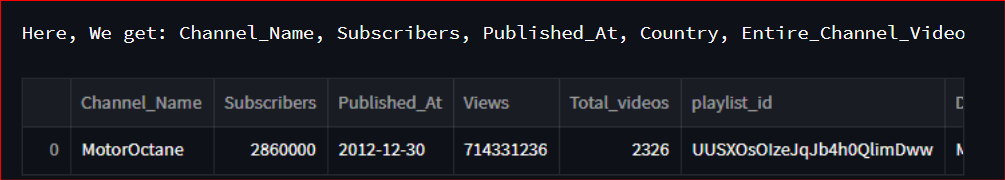 Here, We get: Channel_Name, Subscribers, Published_At, Country, Entire_Channel_Video
Channel_Name Subscribers Published_At Views Total_videos playlist_id
0 MotorOctane 2860000 2012-12-30 714331236 2326 UUSXOsOIzeJqJb4h0QlimDww